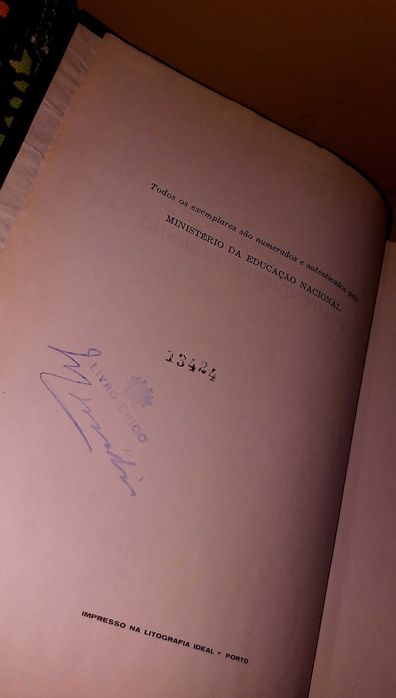 Todos os exemplares são numerados e autenticados pelo
MINISTÉRIO DA EDUCAÇÃO NACIONAL
13424
LIVRO ÚNICO
IMPRESSO NA LITOGRAFIA IDEAL - PORTO